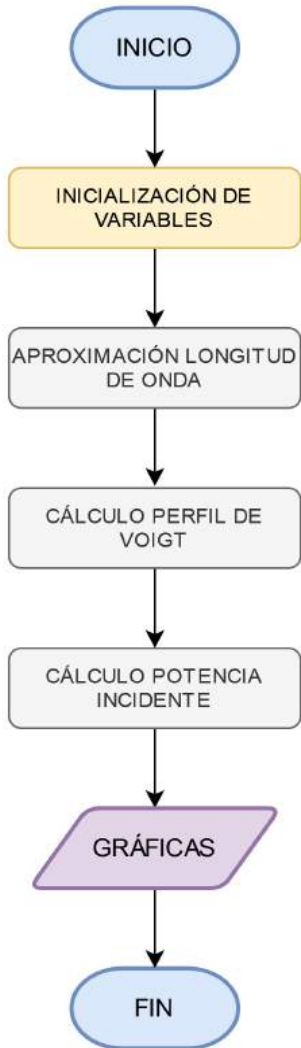 INICIO
INICIALIZACIÓN DE
VARIABLES
APROXIMACIÓN LONGITUD
DE ONDA
CÁLCULO PERFIL DE
VOIGT
CÁLCULO POTENCIA
INCIDENTE
GRÁFICAS
FIN